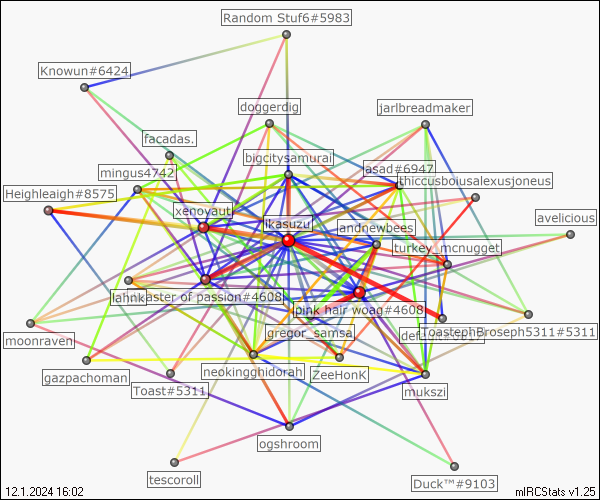 Random Stuf6#5983
Knowun#6424
doggerdig
jarlbreadmaker
facadas.
bigcitysamurai
mingus4742
asad#6947
thiccusboiusalexusjoneus
Heighleaigh#8575
xenoyaut
ikasuzu
andnewbees
avelicious
turkey_mcnugget
lahnk
aster of passion#4608
pink hair woag#4608
moonraven
gregor_samsa
ToastephBroseph5311#5311
neokingghidorah
ZeeHonK
gazpachoman
Toast#5311
mukszi
ogshroom
tescoroll
Duck™#9103
12.1.2024 16:02
mIRCStats v1.25